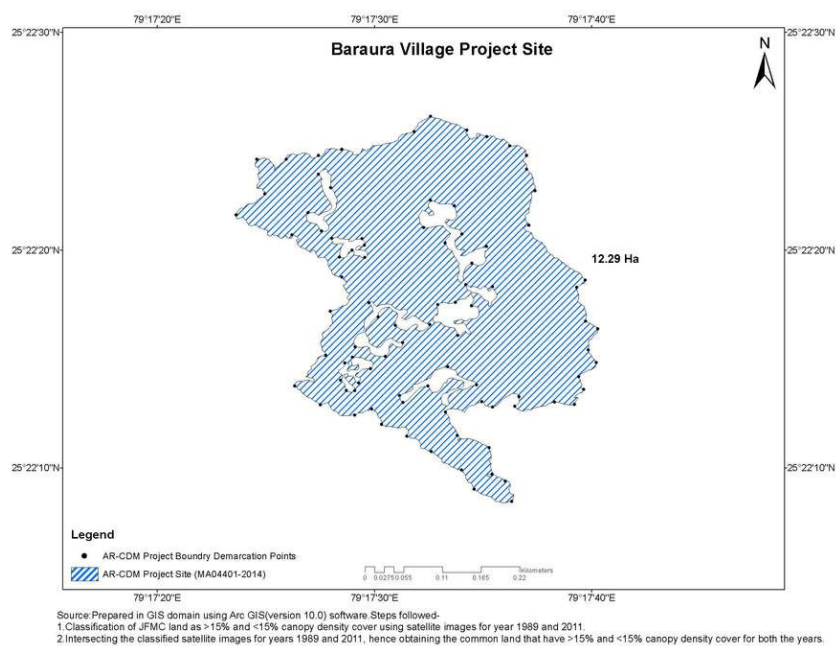 79°17'20"E 79°17'30"E 79°17'40"E
25°22'30"N 25°22'30"N
Baraura Village Project Site
N
25°22'20"N 25°22'20"N
12.29 Ha
25°22'10"N 25°22'10"N
Legend
AR-CDM Project Boundry Demarcation Points
AR-CDM Project Site (MA04401-2014)
Kilometers
0 0.0275 0.055 0.11 0.165 0.22
79°17'20"E 79°17'30"E 79°17'40"E
Source:Prepared in GIS domain using Arc GIS(version 10.0) software.Steps followed-
1.Classification of JFMC land as >15% and <15% canopy density cover using satellite images for year 1989 and 2011.
2.Intersecting the classified satellite images for years 1989 and 2011, hence obtaining the common land that have >15% and <15% canopy density cover for both the years.